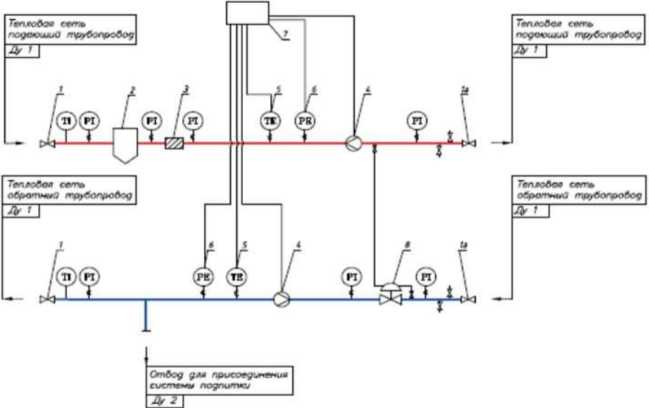 Тепловая сеть
подающий трубопровод
Ду 1
7
Тепловая сеть
подающий трубопровод
Ду 1
1
2
3
5
6
4
1а
TI
PI
PI
PI
TE
PE
PI
Тепловая сеть
обратный трубопровод
Ду 1
Тепловая сеть
обратный трубопровод
Ду 1
1
6
5
4
8
1а
TI
PI
PE
TE
PI
PI
Отвод для присоединения
системы подпитки
Ду 2